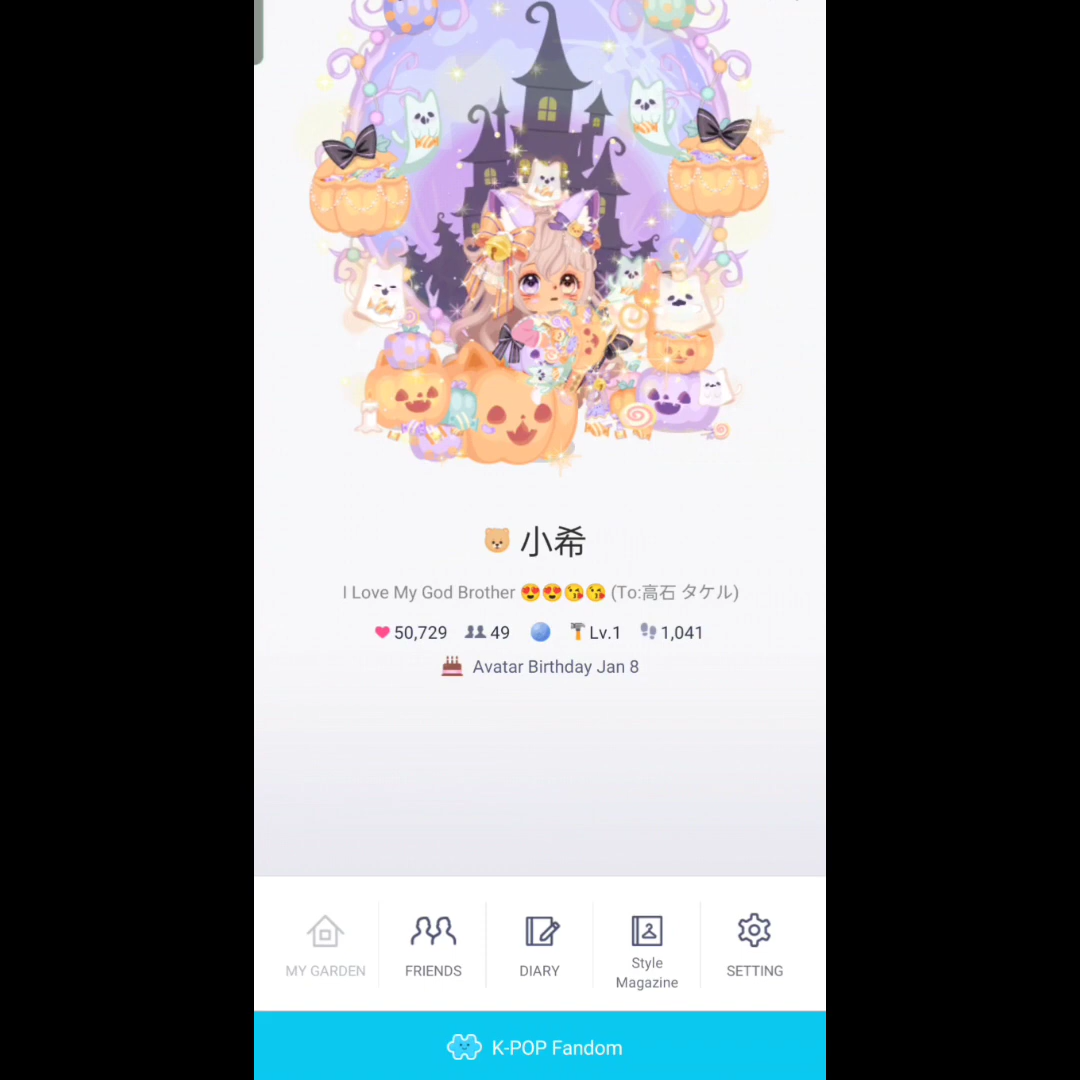 小希
I Love My God Brother 😍😍😘😘 (To:高石 タケル)
50,729 49 Lv.1 1,041
Avatar Birthday Jan 8
MY GARDEN
FRIENDS
DIARY
Style
Magazine
SETTING
K-POP Fandom